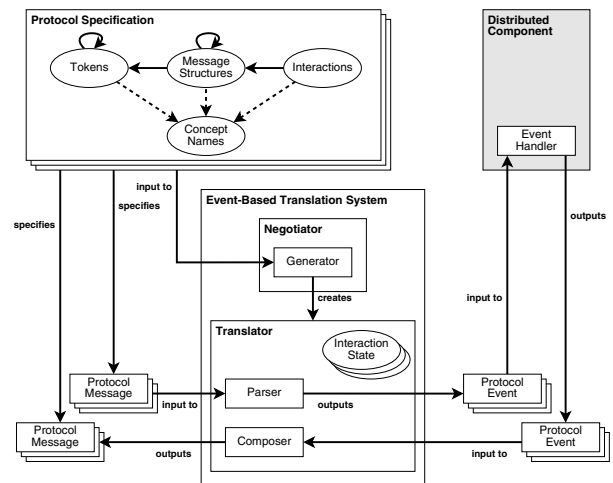 Protocol Specification
Tokens
Message
Structures
Interactions
Concept
Names
Distributed
Component
Event
Handler
specifies
specifies
input to
Event-Based Translation System
Negotiator
Generator
creates
input to
outputs
Translator
Interaction
State
Protocol
Message
input to
Parser
outputs
Protocol
Event
Protocol
Message
outputs
Composer
input to
Protocol
Event